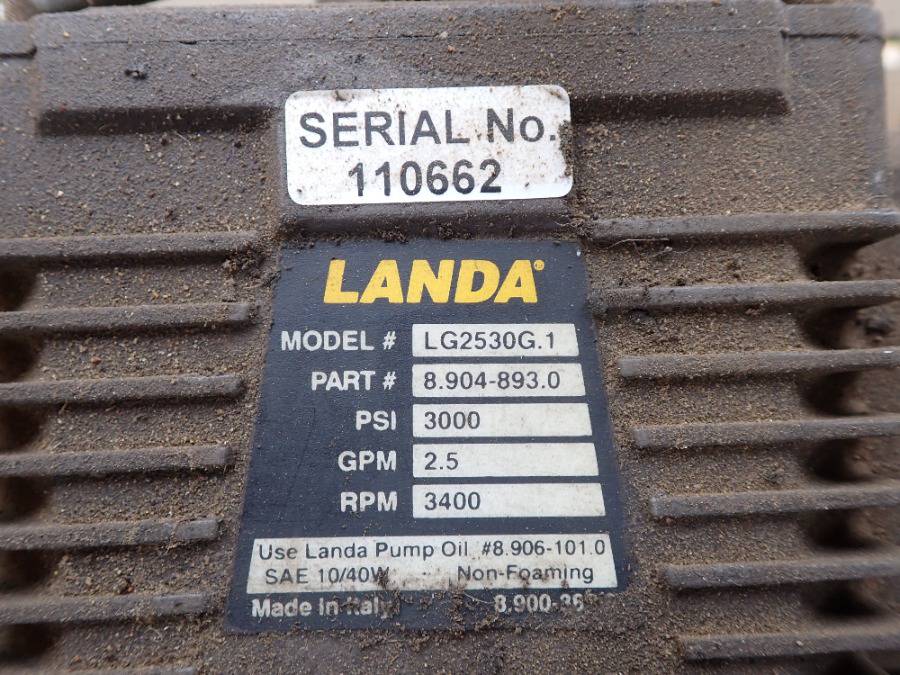 SERIAL No.
110662
LANDA®
MODEL # LG2530G.1
PART # 8.904-893.0
PSI 3000
GPM 2.5
RPM 3400
Use Landa Pump Oil #8.906-101.0
SAE 10/40W Non-Foaming
Made In Italy